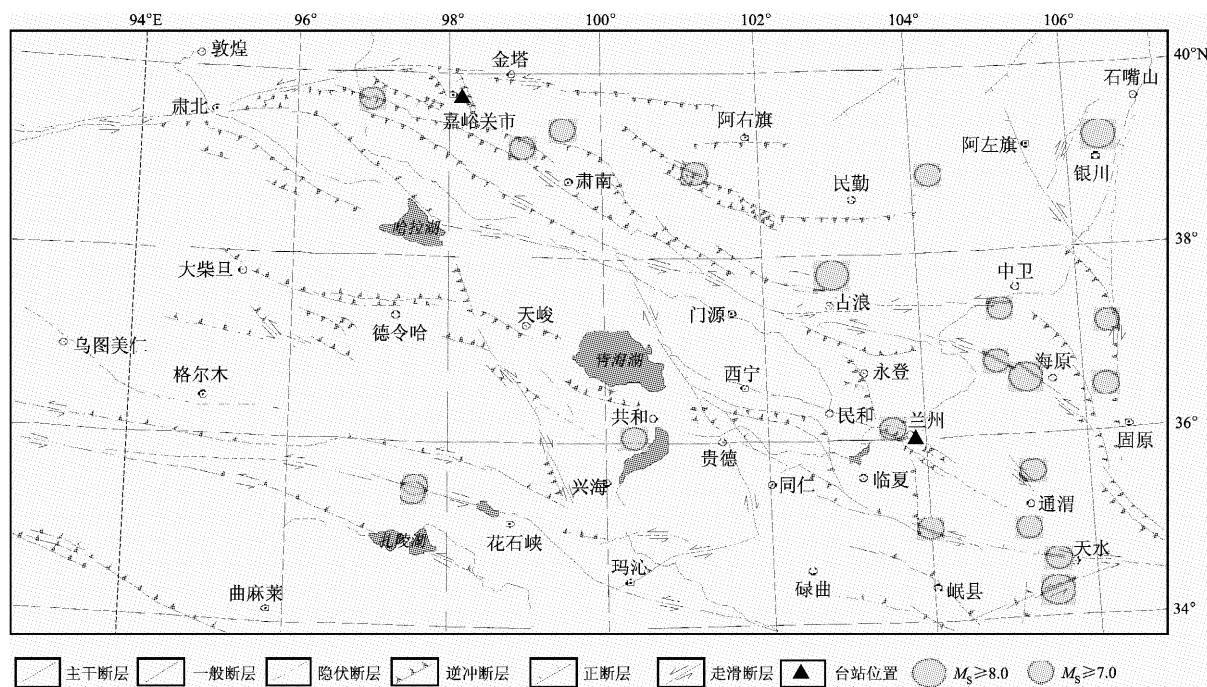 94°E 96° 98° 100° 102° 104° 106°
40°N
敦煌
金塔
石嘴山
肃北
嘉峪关市
阿右旗
阿左旗
银川
肃南
民勤
哈拉湖
38°
大柴旦
中卫
天峻
门源
古浪
德令哈
乌图美仁
青海湖
海原
格尔木
西宁
永登
共和
民和
兰州
36°
贵德
固原
兴海
同仁
临夏
通渭
花石峡
扎陵湖
天水
玛沁
碌曲
岷县
曲麻莱
34°
主干断层 一般断层 隐伏断层 逆冲断层 正断层 走滑断层 台站位置 Ms≥8.0 Ms≥7.0